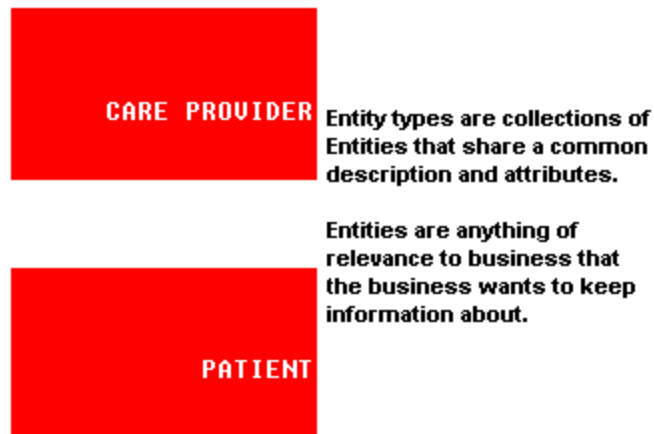 CARE PROVIDER
Entity types are collections of
Entities that share a common
description and attributes.
Entities are anything of
relevance to business that
the business wants to keep
information about.
PATIENT